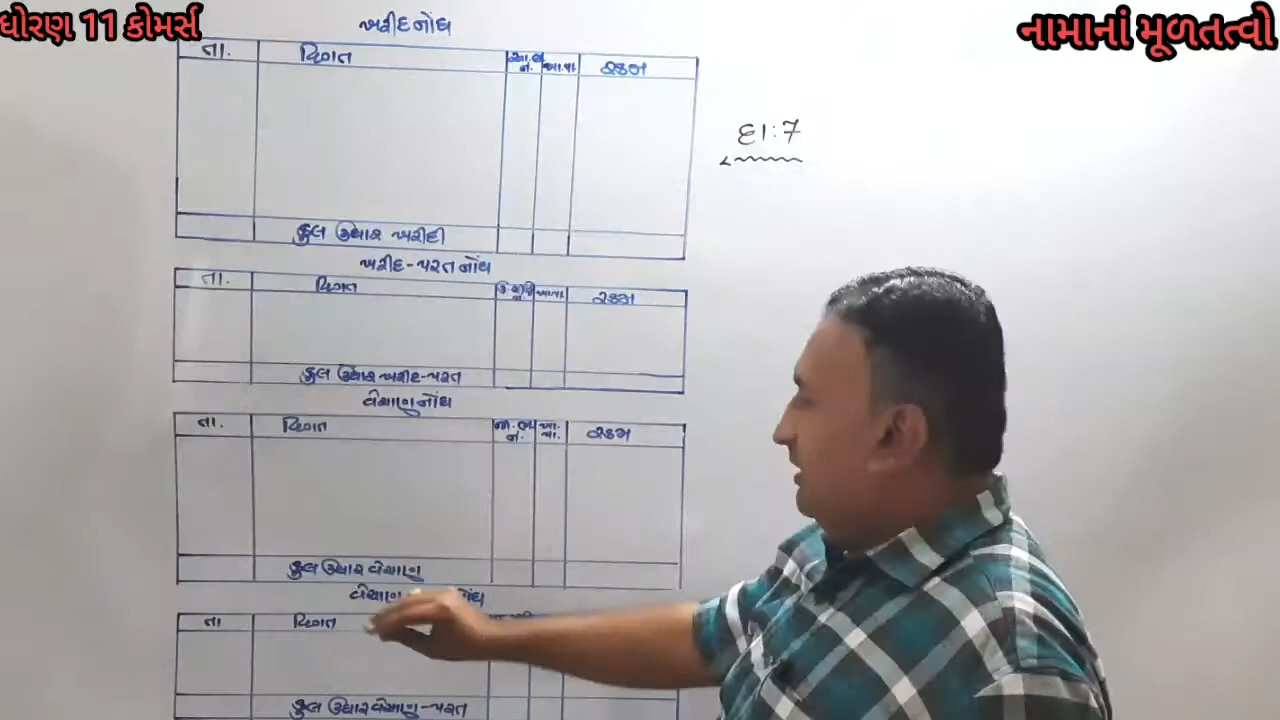 ધોરણ 11 કોમર્સ
નામાનાં મૂળતત્વો
ખરીદનોંધ
તા. વિગત આ.ભ નં. ખા.પા. રકમ
દા:7
કુલ ઉધાર ખરીદી
ખરીદ-પરત નોંધ
તા. વિગત ખા.પા. રકમ
કુલ ઉધાર ખરીદ-પરત
વેચાણનોંધ
તા. વિગત જા.ભ નં. ખા. પા. રકમ
કુલ ઉધાર વેચાણ
વેચાણ નોંધ
તા વિગત
કુલ ઉધાર વેચાણ-પરત